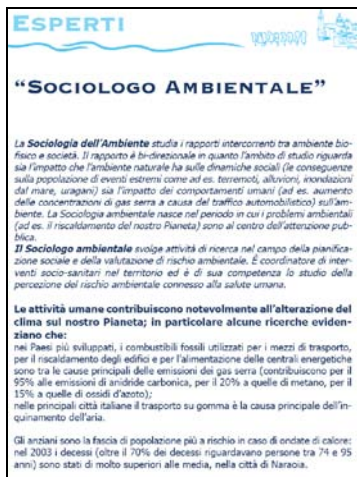 ESPERTI
"SOCIOLOGO AMBIENTALE"
La Sociologia dell'Ambiente studia i rapporti intercorrenti tra ambiente bio-
fisico e società. Il rapporto è bi-direzionale in quanto l'ambito di studio riguarda
sia l'impatto che l'ambiente naturale ha sulle dinamiche sociali (le conseguenze
sulla popolazione di eventi estremi come ad es. terremoti, alluvioni, inondazioni
dal mare, uragani) sia l'impatto dei comportamenti umani (ad es. aumento
delle concentrazioni di gas serra a causa del traffico automobilistico) sull'am-
biente. La Sociologia Ambientale nasce nel periodo in cui i problemi ambientali
(ad es. il riscaldamento del nostro Pianeta) sono al centro dell'attenzione pub-
blica.
Il Sociologo ambientale svolge attività di ricerca nel campo della pianifica-
zione sociale e della valutazione di rischio ambientale. É coordinatore di inter-
venti socio-sanitari nel territorio ed è di sua competenza lo studio della
percezione del rischio ambientale connesso alla salute umana.
Le attività umane contribuiscono notevolmente all'alterazione del
clima sul nostro Pianeta; in particolare alcune ricerche eviden-
ziano che:
nei Paesi più sviluppati, i combustibili fossili utilizzati per i mezzi di trasporto,
per il riscaldamento degli edifici e per l'alimentazione delle centrali energetiche
sono tra le cause principali delle emissioni dei gas serra (contribuiscono per il
95% alle emissioni di anidride carbonica, per il 20% a quelle di metano, per il
15% a quelle di ossidi d'azoto);
nelle principali città italiane il trasporto su gomma è la causa principale dell'in-
quinamento dell'aria.
Gli anziani sono la fascia di popolazione più a rischio in caso di ondate di calore:
nel 2003 i decessi (oltre il 70% dei decessi riguardavano persone tra 74 e 95
anni) sono stati di molto superiori alle media, nella città di Naraoia.